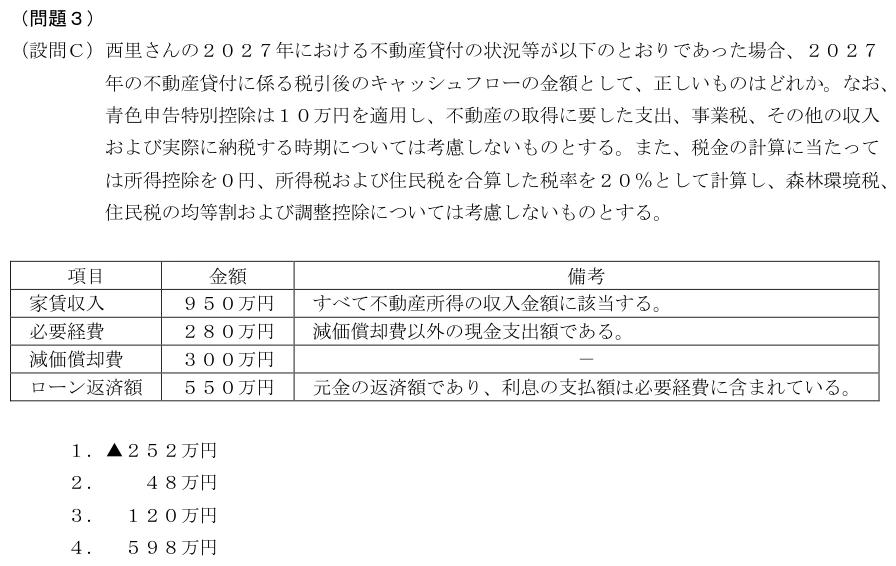 （問題３）
（設問Ｃ）西里さんの２０２７年における不動産貸付の状況等が以下のとおりであった場合、２０２７
年の不動産貸付に係る税引後のキャッシュフローの金額として、正しいものはどれか。なお、
青色申告特別控除は１０万円を適用し、不動産の取得に要した支出、事業税、その他の収入
および実際に納税する時期については考慮しないものとする。また、税金の計算に当たって
は所得控除を０円、所得税および住民税を合算した税率を２０％として計算し、森林環境税、
住民税の均等割および調整控除については考慮しないものとする。
項目 金額 備考
家賃収入 ９５０万円 すべて不動産所得の収入金額に該当する。
必要経費 ２８０万円 減価償却費以外の現金支出額である。
減価償却費 ３００万円 －
ローン返済額 ５５０万円 元金の返済額であり、利息の支払額は必要経費に含まれている。
１．▲２５２万円
２．４８万円
３．１２０万円
４．５９８万円